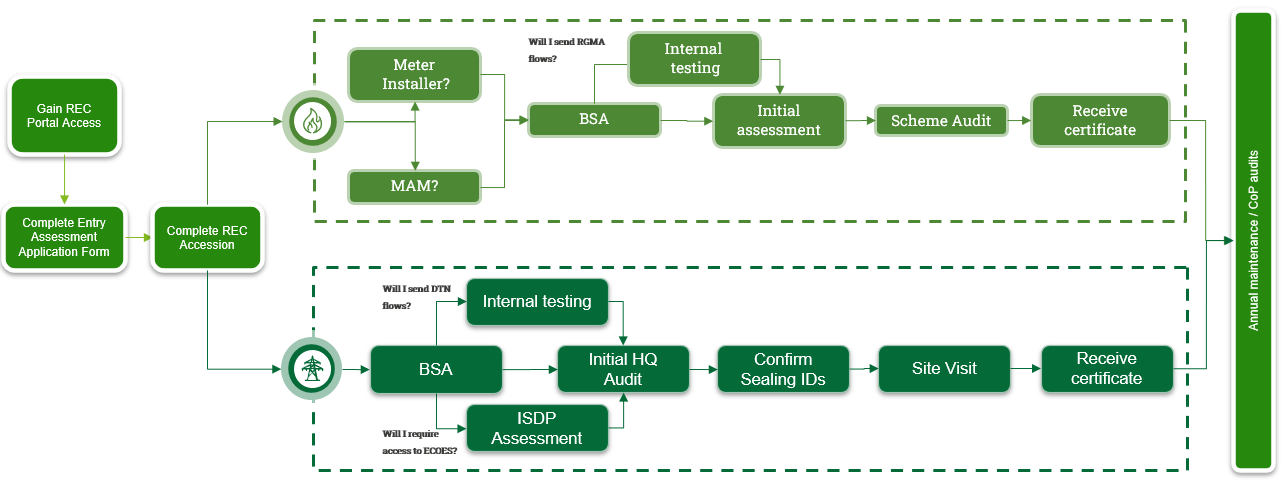 Gain REC
Portal Access
Complete Entry
Assessment
Application Form
Complete REC
Accession
Meter
Installer?
MAM?
Will I send RGMA
flows?
BSA
Internal
testing
Initial
assessment
Scheme Audit
Receive
certificate
Will I send DTN
flows?
Internal testing
BSA
Initial HQ
Audit
Confirm
Sealing IDs
Site Visit
Receive
certificate
Will I require
access to ECOES?
ISDP
Assessment
Annual maintenance / CoP audits